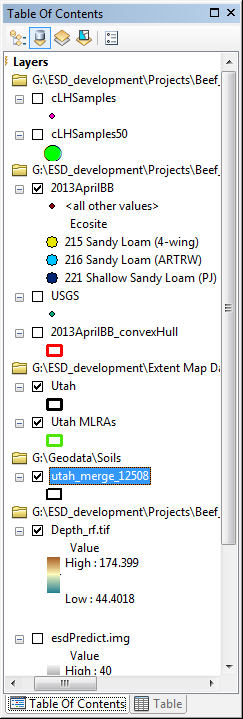 Table Of Contents
Layers
G:\ESD_development\Projects\Beef_
cLHSamples
cLHSamples50
G:\ESD_development\Projects\Beef_
2013AprilBB
<all other values>
Ecosite
215 Sandy Loam (4-wing)
216 Sandy Loam (ARTRW)
221 Shallow Sandy Loam (PJ)
USGS
2013AprilBB_convexHull
G:\ESD_development\Extent Map Da
Utah
Utah MLRAs
G:\Geodata\Soils
utah_merge_12508
G:\ESD_development\Projects\Beef_
Depth_rf.tif
Value
High : 174.399
Low : 44.4018
esdPredict.img
Value
High : 40
Table Of Contents
Table